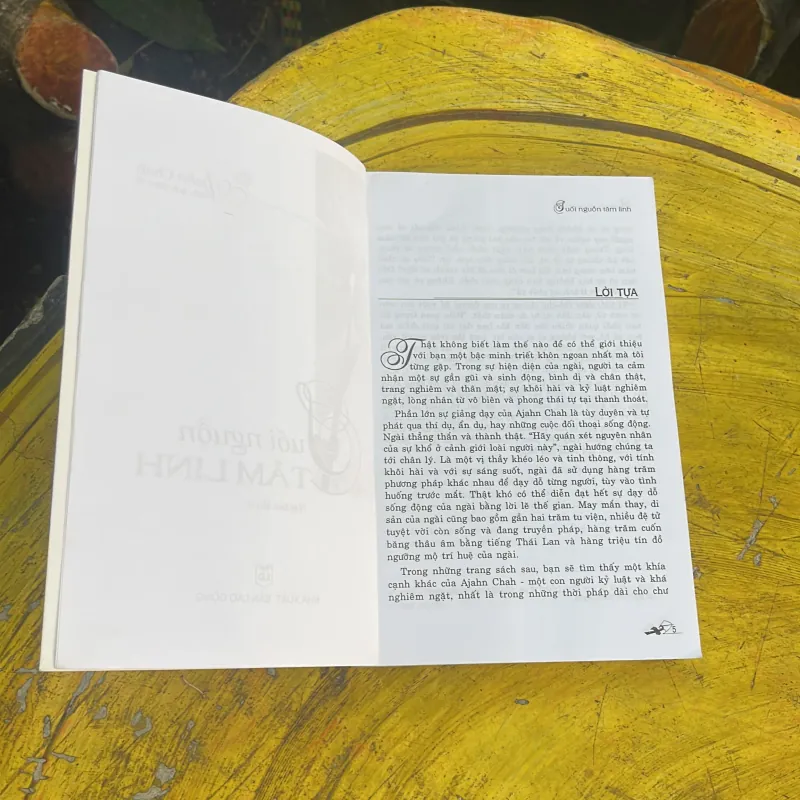 Suối nguồn tâm linh
LỜI TỰA
Thật không biết làm thế nào để có thể giới thiệu
với bạn một bậc minh triết khôn ngoan nhất mà tôi
từng gặp. Trong sự hiện diện của ngài, người ta cảm
nhận một sự gần gũi và sinh động, bình dị và chân thật,
trang nghiêm và thân mật; sự khôi hài và kỷ luật nghiêm
ngặt, lòng nhân từ vô biên và phong thái tự tại thanh thoát.
Phần lớn sự giảng dạy của Ajahn Chah là tùy duyên và tự
phát qua thí dụ, ẩn dụ, hay những cuộc đối thoại sống động.
Ngài thẳng thắn và thành thật. “Hãy quán xét nguyên nhân
của sự khổ ở cảnh giới loài người này”, ngài hướng chúng ta
tới chân lý. Là một vị thầy khéo léo và tinh thông, với tính
khôi hài và với sự sáng suốt, ngài đã sử dụng hàng trăm
phương pháp khác nhau để dạy dỗ từng người, tùy vào tình
huống trước mắt. Thật khó có thể diễn đạt hết sự dạy dỗ
sống động của ngài bằng lời lẽ thế gian. May mắn thay, di
sản của ngài cũng bao gồm gần hai trăm tu viện, nhiều đệ tử
tuyệt vời còn sống và đang truyền pháp, hàng trăm cuốn
băng thâu âm bằng tiếng Thái Lan và hàng triệu tín đồ
ngưỡng mộ trí huệ của ngài.
Trong những trang sách sau, bạn sẽ tìm thấy một khía
cạnh khác của Ajahn Chah - một con người kỷ luật và khá
nghiêm ngặt, nhất là trong những thời pháp dài cho chư
5
uối nguồn
TÂM LINH